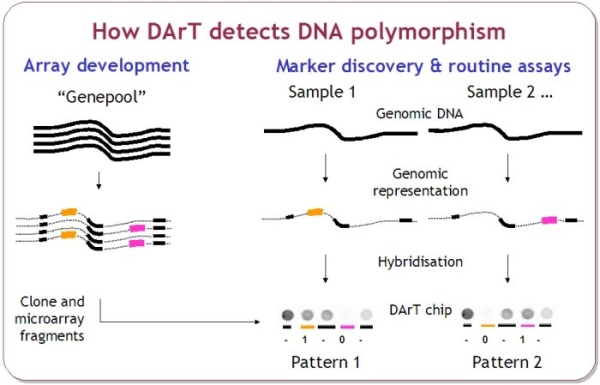 How DArT detects DNA polymorphism
Array development
Marker discovery & routine assays
“Genepool”
Sample 1
Sample 2 ...
Genomic DNA
Genomic
representation
Hybridisation
Clone and
microarray
fragments
DArT chip
- 1 - 0 -
- 0 - 1 -
Pattern 1
Pattern 2